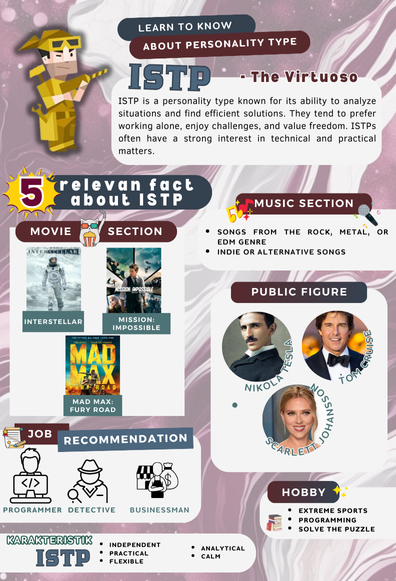 LEARN TO KNOW
ABOUT PERSONALITY TYPE
ISTP - The Virtuoso
ISTP is a personality type known for its ability to analyze
situations and find efficient solutions. They tend to prefer
working alone, enjoy challenges, and value freedom. ISTPs
often have a strong interest in technical and practical
matters.
5 relevan fact
about ISTP
MOVIE SECTION
INTERSTELLAR
INTERSTELLAR
MISSION: IMPOSSIBLE
MISSION:
IMPOSSIBLE
MAD
MAX
FURY ROAD
MAD MAX:
FURY ROAD
MUSIC SECTION
• SONGS FROM THE ROCK, METAL, OR
EDM GENRE
• INDIE OR ALTERNATIVE SONGS
PUBLIC FIGURE
NIKOLA TESLA
TOM CRUISE
SCARLETT JOHANSSON
JOB RECOMMENDATION
PROGRAMMER
DETECTIVE
BUSINESSMAN
HOBBY
• EXTREME SPORTS
• PROGRAMMING
• SOLVE THE PUZZLE
KARAKTERISTIK
ISTP
• INDEPENDENT
• PRACTICAL
• FLEXIBLE
• ANALYTICAL
• CALM